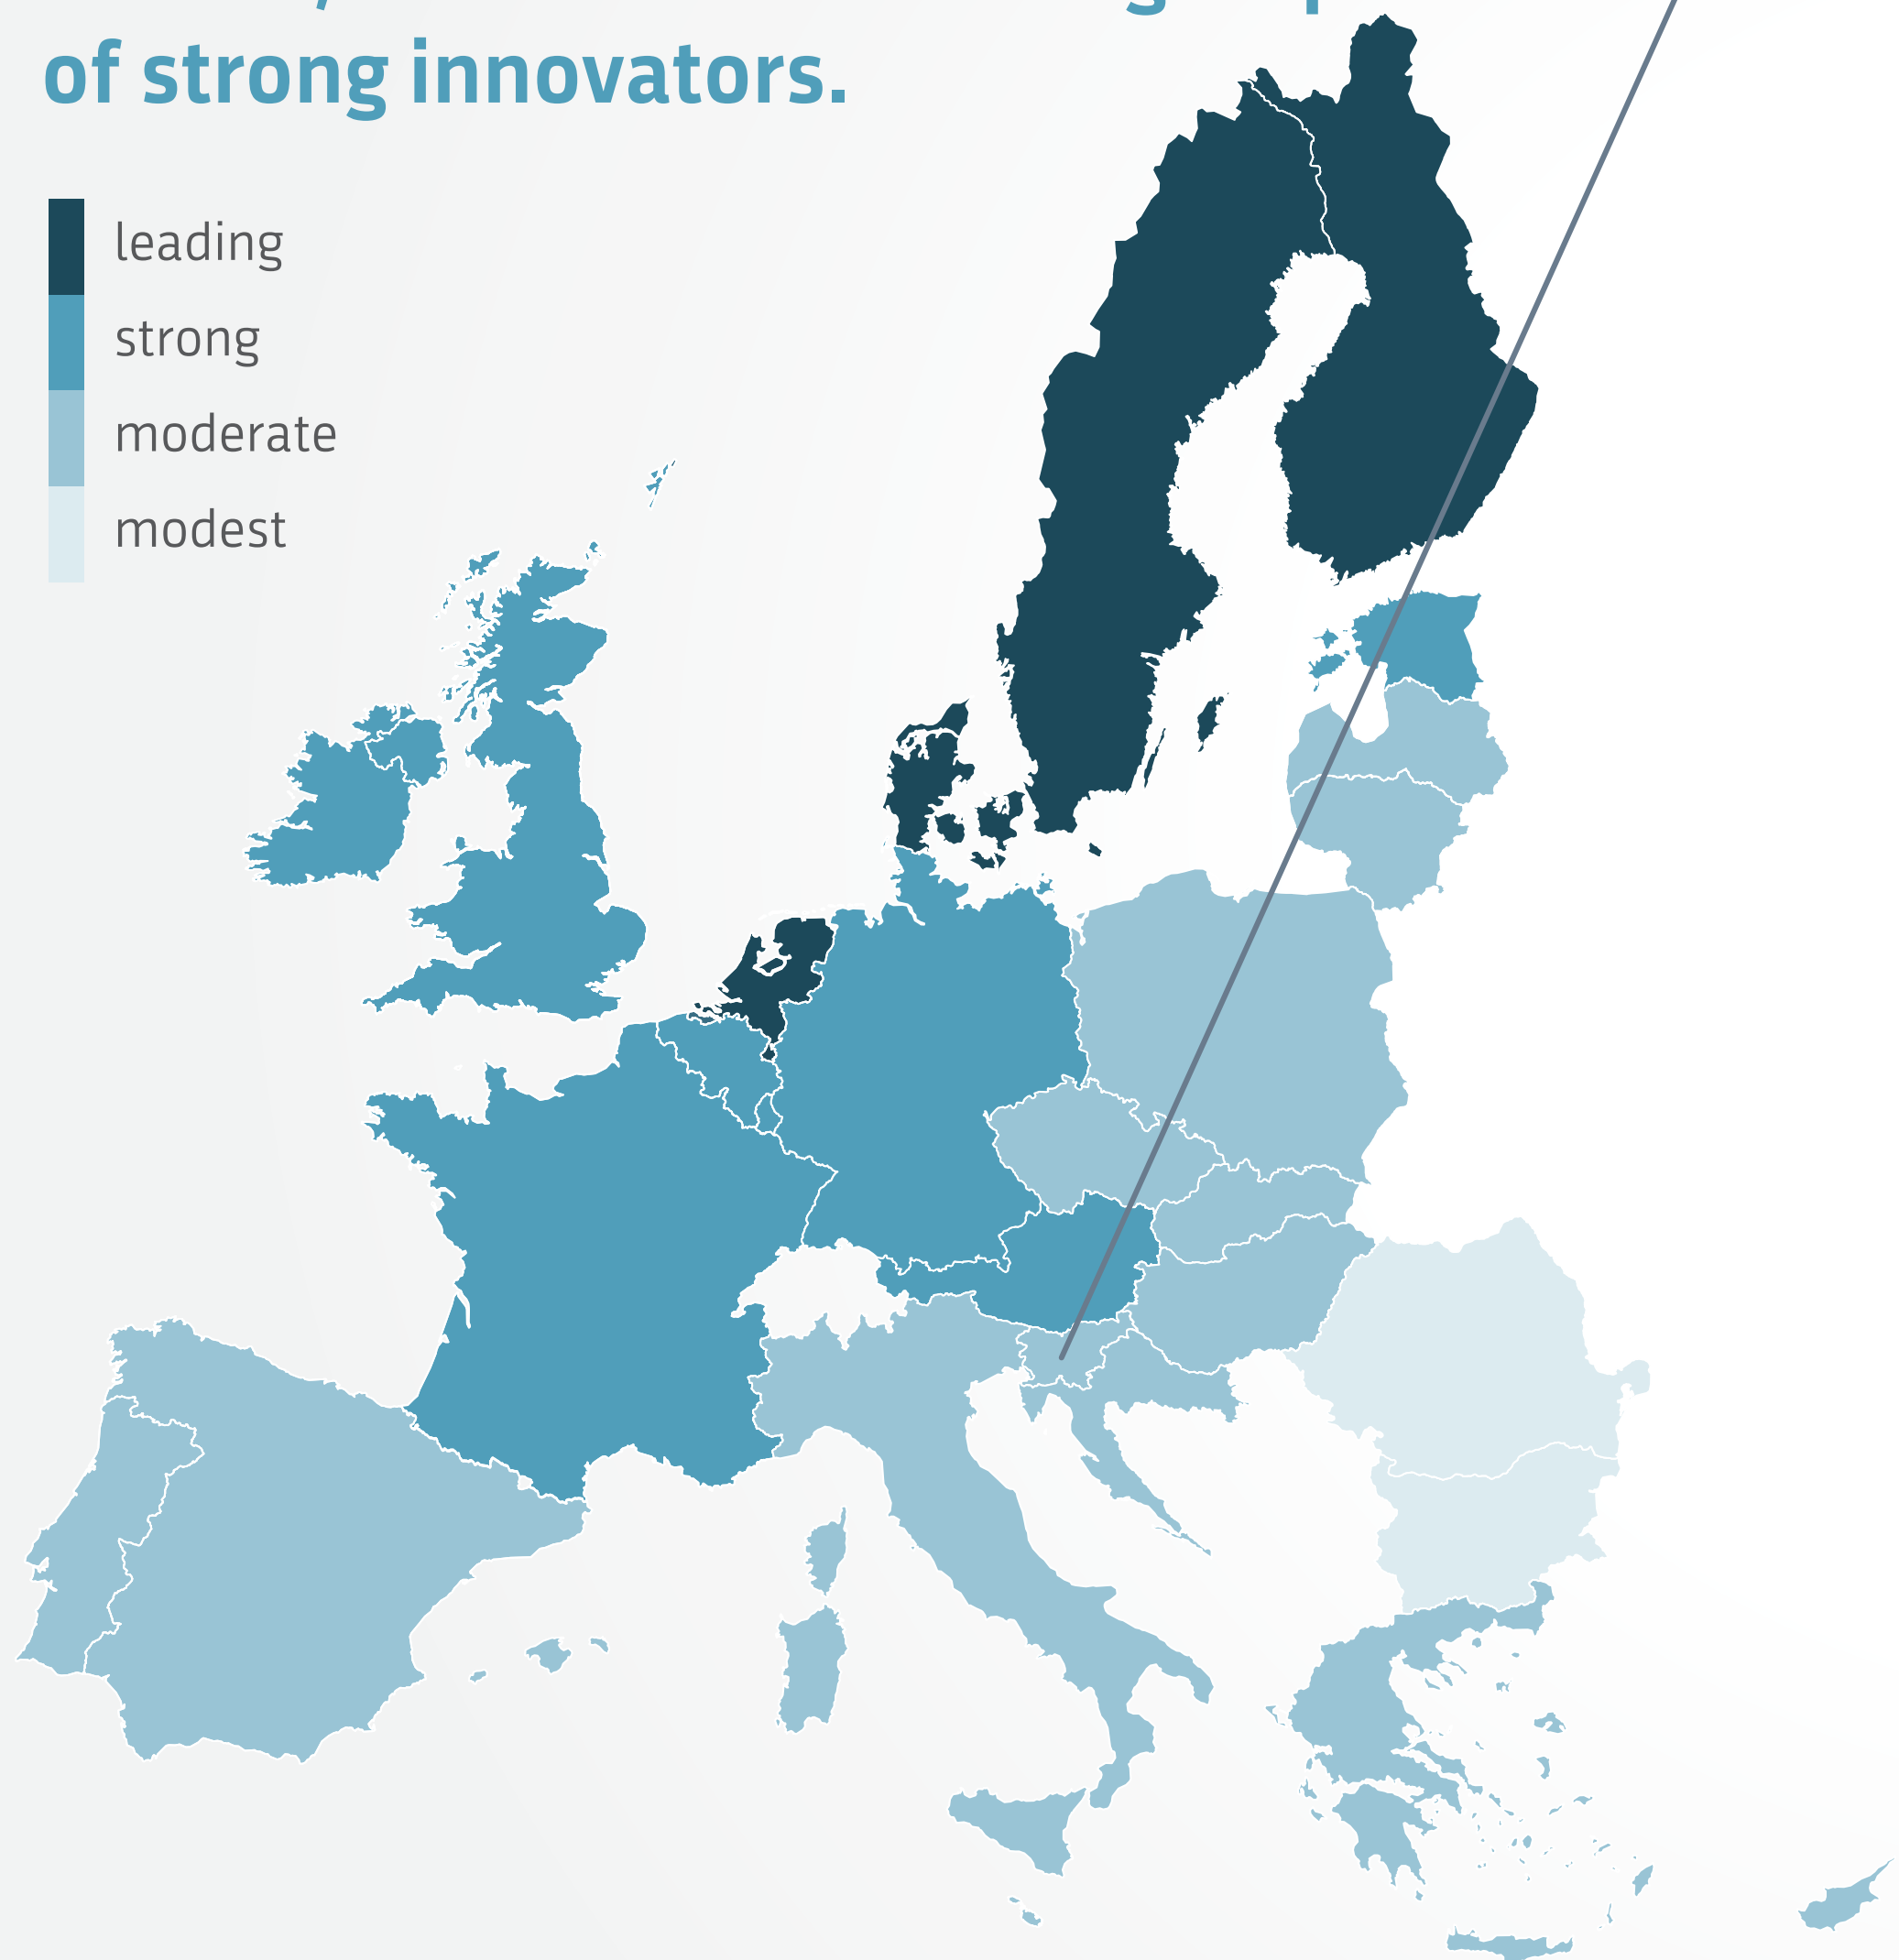 of strong innovators.
leading
strong
moderate
modest